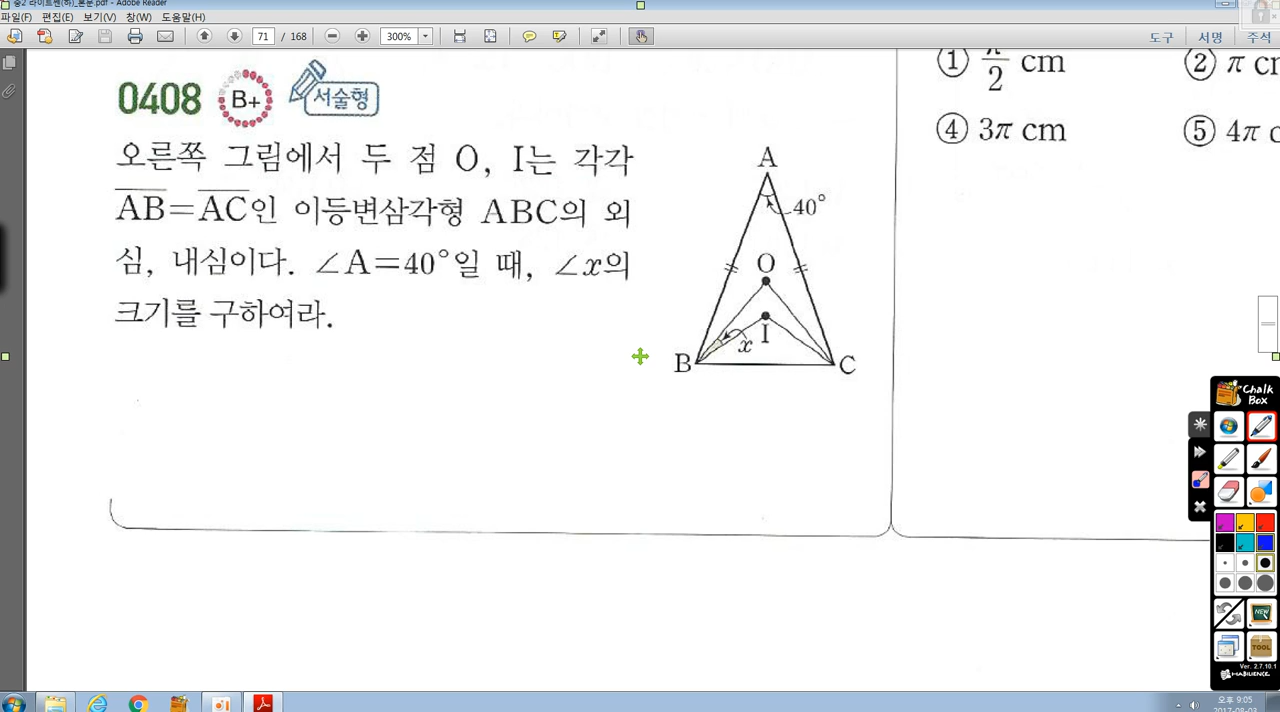 중2 라이트쎈(하)_본문.pdf - Adobe Reader
파일(F) 편집(E) 보기(V) 창(W) 도움말(H)
71 / 168 300% 도구 서명 주석
0408 B+ 서술형
오른쪽 그림에서 두 점 O, I는 각각
AB=AC인 이등변삼각형 ABC의 외
심, 내심이다. ∠A=40°일 때, ∠x의
크기를 구하여라.
A
40°
O
I
x
B
C
① π/2 cm ② π
④ 3π cm ⑤ 4π
Chalk
Box
NEW
TOOL
Ver. 2.7.10.1
HABILIENCE
오후 9:05
2017-08-03